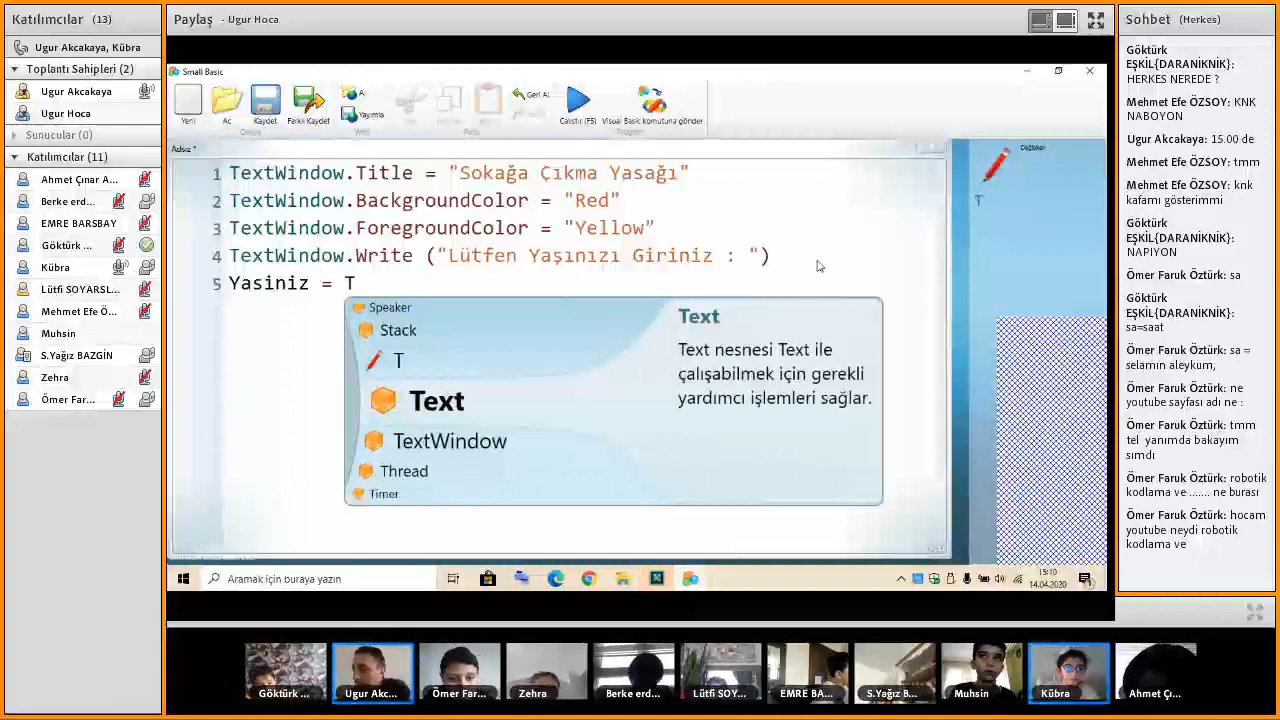 Katılımcılar (13)
Ugur Akcakaya, Kübra
Toplantı Sahipleri (2)
Ugur Akcakaya
Ugur Hoca
Sunucular (0)
Katılımcılar (11)
Ahmet Çınar A...
Berke erd...
EMRE BARSBAY
Göktürk ...
Kübra
Lütfi SOYARSL...
Mehmet Efe Ö...
Muhsin
S.Yağız BAZGİN
Zehra
Ömer Far...
Paylaş - Ugur Hoca
Small Basic
Yeni
Aç
Kaydet
Farklı Kaydet
Aç
Yayımla
Geri Al
Çalıştır (F5)
Visual Basic komutuna gönder
Program
Adsız *
1 TextWindow.Title = "Sokağa Çıkma Yasağı"
2 TextWindow.BackgroundColor = "Red"
3 TextWindow.ForegroundColor = "Yellow"
4 TextWindow.Write ("Lütfen Yaşınızı Giriniz : ")
5 Yasiniz = T
Speaker
Stack
T
Text
TextWindow
Thread
Timer
Text
Text nesnesi Text ile
çalışabilmek için gerekli
yardımcı işlemleri sağlar.
Değişken
T
Aramak için buraya yazın
15:10
14.04.2020
Sohbet (Herkes)
Göktürk
EŞKİL{DARANİKNİK}:
HERKES NEREDE ?
Mehmet Efe ÖZSOY: KNK
NABOYON
Ugur Akcakaya: 15.00 de
Mehmet Efe ÖZSOY: tmm
Mehmet Efe ÖZSOY: knk
kafamı gösterimmi
Göktürk
EŞKİL{DARANİKNİK}:
NAPIYON
Ömer Faruk Öztürk: sa
Göktürk
EŞKİL{DARANİKNİK}:
sa=saat
Ömer Faruk Öztürk: sa =
selamın aleykum,
Ömer Faruk Öztürk: ne
youtube sayfası adı ne :
Ömer Faruk Öztürk: tmm
tel yanımda bakayım
sımdı
Ömer Faruk Öztürk: robotik
kodlama ve ....... ne burası
Ömer Faruk Öztürk: hocam
youtube neydi robotik
kodlama ve
Göktürk ...
Ugur Akc...
Ömer Far...
Zehra
Berke erd...
Lütfi SOY...
EMRE BA...
S.Yağız B...
Muhsin
Kübra
Ahmet Çı...